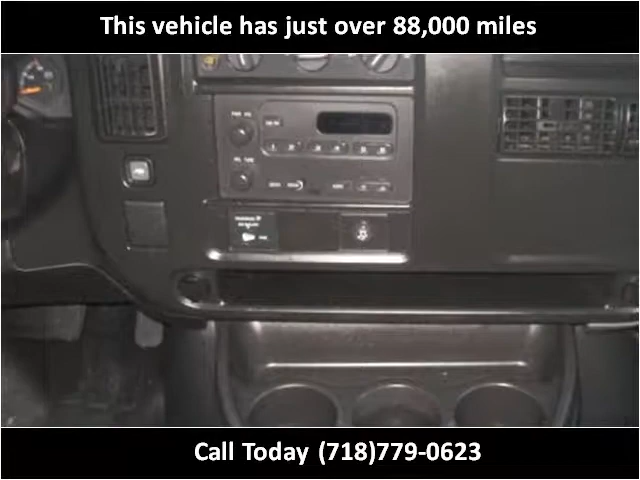 This vehicle has just over 88,000 miles
Call Today (718)779-0623